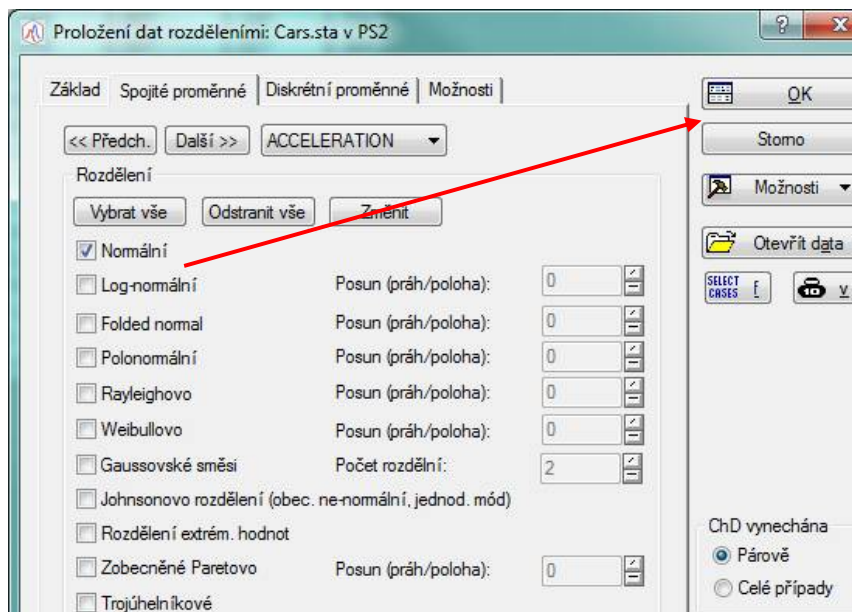 Proložení dat rozděleními: Cars.sta v PS2
Základ Spojité proměnné Diskrétní proměnné Možnosti
<< Předch. Další >> ACCELERATION
Rozdělení
Vybrat vše Odstranit vše Změnit
Normální
Log-normální Posun (práh/poloha): 0
Folded normal Posun (práh/poloha): 0
Polonormální Posun (práh/poloha): 0
Rayleighovo Posun (práh/poloha): 0
Weibullovo Posun (práh/poloha): 0
Gaussovské směsi Počet rozdělní: 2
Johnsonovo rozdělení (obec. ne-normální, jednod. mód)
Rozdělení extrém. hodnot
Zobecněné Paretovo Posun (práh/poloha): 0
Trojúhelníkové
OK
Storno
Možnosti
Otevřít data
SELECT CASES f v
ChD vynechána
Párově
Celé případy